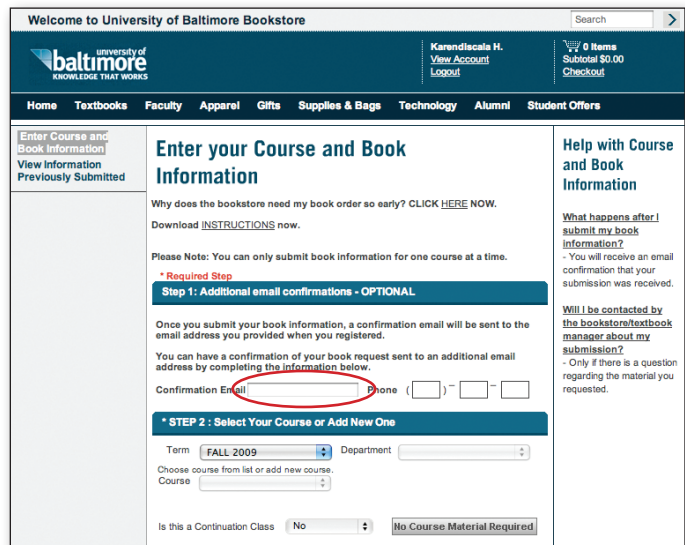 Welcome to University of Baltimore Bookstore
Search
university of
baltimore
KNOWLEDGE THAT WORKS
Karendiscala H.
View Account
Logout
0 Items
Subtotal $0.00
Checkout
Home Textbooks Faculty Apparel Gifts Supplies & Bags Technology Alumni Student Offers
Enter Course and
Book Information
View Information
Previously Submitted
Enter your Course and Book
Information
Why does the bookstore need my book order so early? CLICK HERE NOW.
Download INSTRUCTIONS now.
Please Note: You can only submit book information for one course at a time.
* Required Step
Step 1: Additional email confirmations - OPTIONAL
Once you submit your book information, a confirmation email will be sent to the
email address you provided when you registered.
You can have a confirmation of your book request sent to an additional email
address by completing the information below.
Confirmation Email Phone ( ) – –
* STEP 2 : Select Your Course or Add New One
Term FALL 2009 Department
Choose course from list or add new course.
Course
Is this a Continuation Class No No Course Material Required
Help with Course
and Book
Information
What happens after I
submit my book
information?
- You will receive an email
confirmation that your
submission was received.
Will I be contacted by
the bookstore/textbook
manager about my
submission?
- Only if there is a question
regarding the material you
requested.